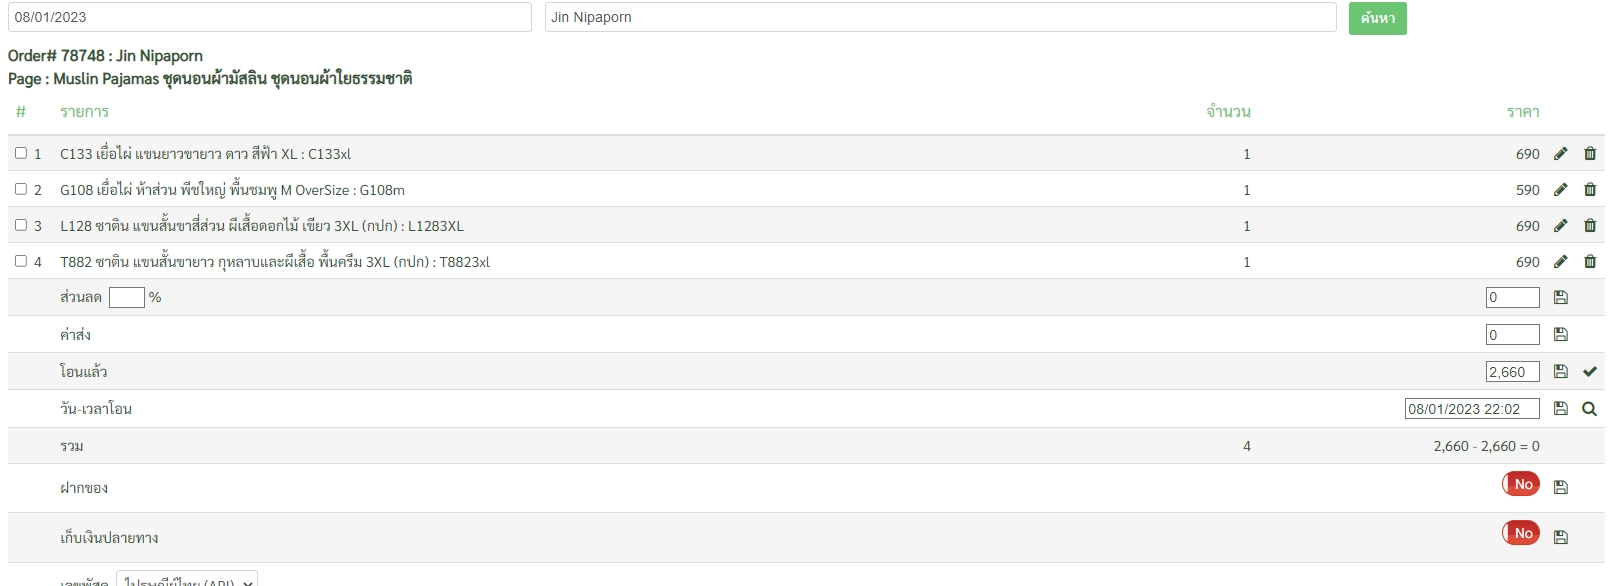 08/01/2023 Jin Nipaporn ค้นหา
Order# 78748 : Jin Nipaporn
Page : Muslin Pajamas ชุดนอนผ้ามัสลิน ชุดนอนผ้าใยธรรมชาติ
# รายการ จำนวน ราคา
1 C133 เยื่อไผ่ แขนยาวขายาว ดาว สีฟ้า XL : C133xl 1 690
2 G108 เยื่อไผ่ ห้าส่วน พีชใหญ่ พื้นชมพู M OverSize : G108m 1 590
3 L128 ซาติน แขนสั้นขาสี่ส่วน ผีเสื้อดอกไม้ เขียว 3XL (กปก) : L1283XL 1 690
4 T882 ซาติน แขนสั้นขายาว กุหลาบและผีเสื้อ พื้นครีม 3XL (กปก) : T8823xl 1 690
ส่วนลด % 0
ค่าส่ง 0
โอนแล้ว 2,660
วัน-เวลาโอน 08/01/2023 22:02
รวม 4 2,660 - 2,660 = 0
ฝากของ No
เก็บเงินปลายทาง No
เลขพัสดุ ไปรษณีย์ไทย (API)